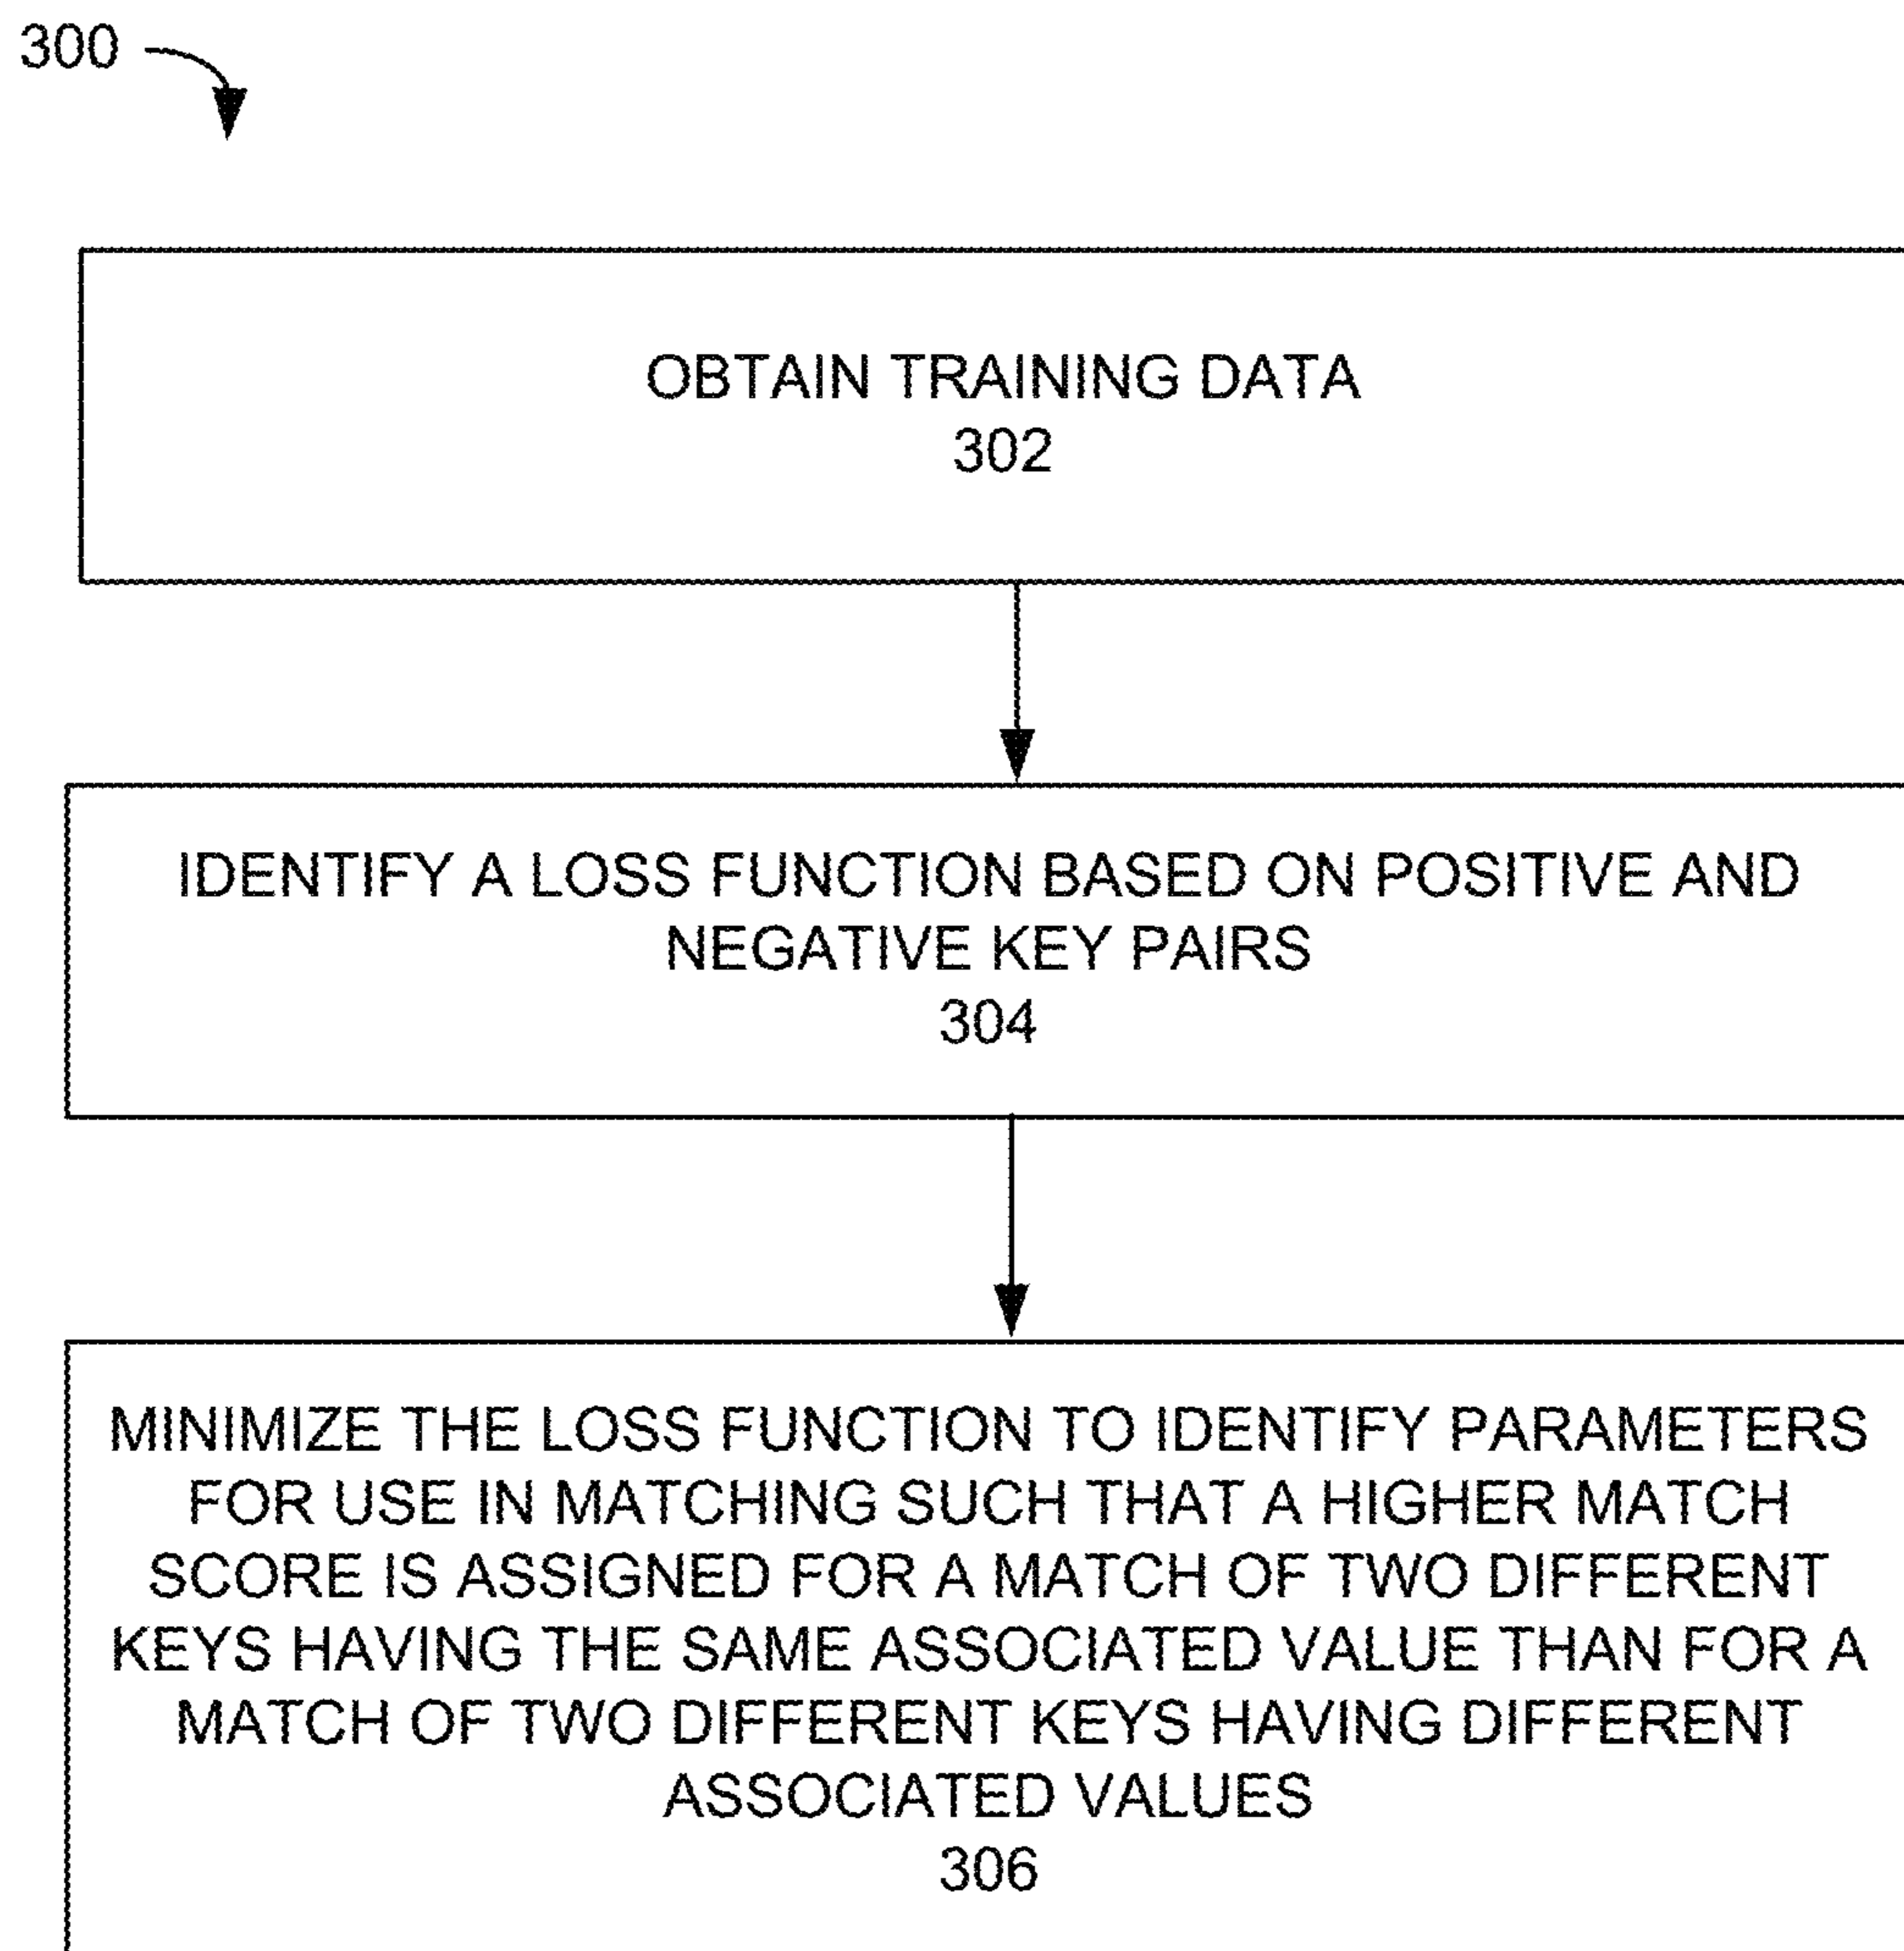 300
OBTAIN TRAINING DATA
302
IDENTIFY A LOSS FUNCTION BASED ON POSITIVE AND
NEGATIVE KEY PAIRS
304
MINIMIZE THE LOSS FUNCTION TO IDENTIFY PARAMETERS
FOR USE IN MATCHING SUCH THAT A HIGHER MATCH
SCORE IS ASSIGNED FOR A MATCH OF TWO DIFFERENT
KEYS HAVING THE SAME ASSOCIATED VALUE THAN FOR A
MATCH OF TWO DIFFERENT KEYS HAVING DIFFERENT
ASSOCIATED VALUES
306